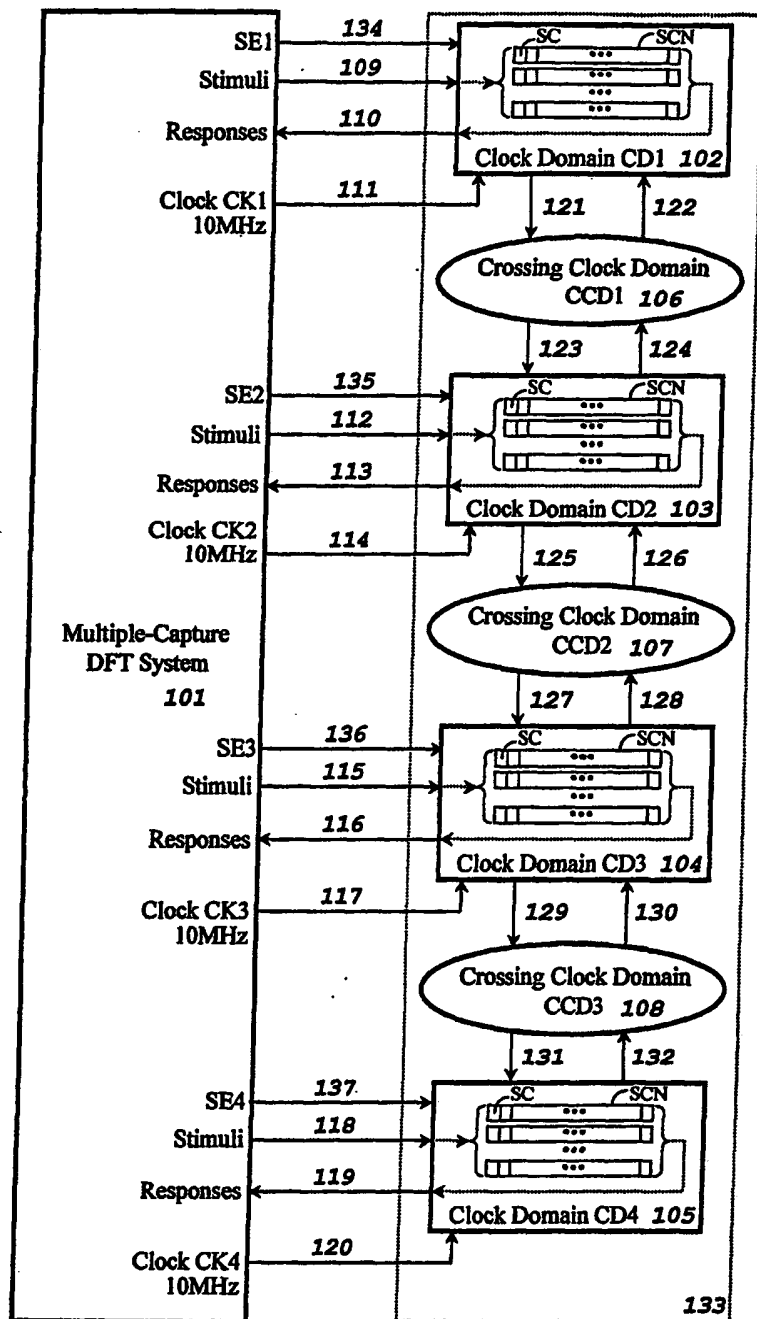 SE1 134
SC SCN
Stimuli 109
Responses 110
Clock Domain CD1 102
Clock CK1 111
10MHz
121 122
Crossing Clock Domain
CCD1 106
123 124
SE2 135
SC SCN
Stimuli 112
Responses 113
Clock Domain CD2 103
Clock CK2 114
10MHz
125 126
Crossing Clock Domain
CCD2 107
Multiple-Capture
DFT System
101
127 128
SE3 136
SC SCN
Stimuli 115
Responses 116
Clock Domain CD3 104
Clock CK3 117
10MHz
129 130
Crossing Clock Domain
CCD3 108
131 132
SE4 137
SC SCN
Stimuli 118
Responses 119
Clock Domain CD4 105
Clock CK4 120
10MHz
133